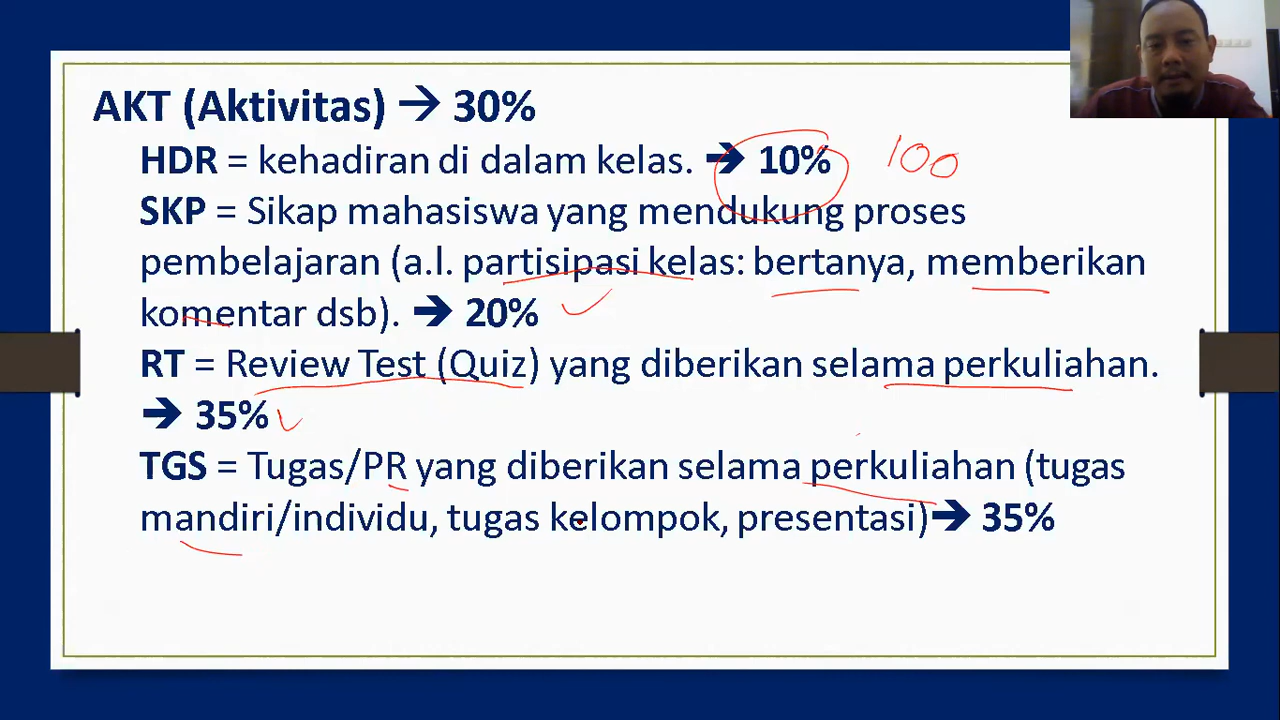 AKT (Aktivitas) → 30%
HDR = kehadiran di dalam kelas. → 10% 100
SKP = Sikap mahasiswa yang mendukung proses
pembelajaran (a.l. partisipasi kelas: bertanya, memberikan
komentar dsb). → 20%
RT = Review Test (Quiz) yang diberikan selama perkuliahan.
→ 35%
TGS = Tugas/PR yang diberikan selama perkuliahan (tugas
mandiri/individu, tugas kelompok, presentasi)→ 35%